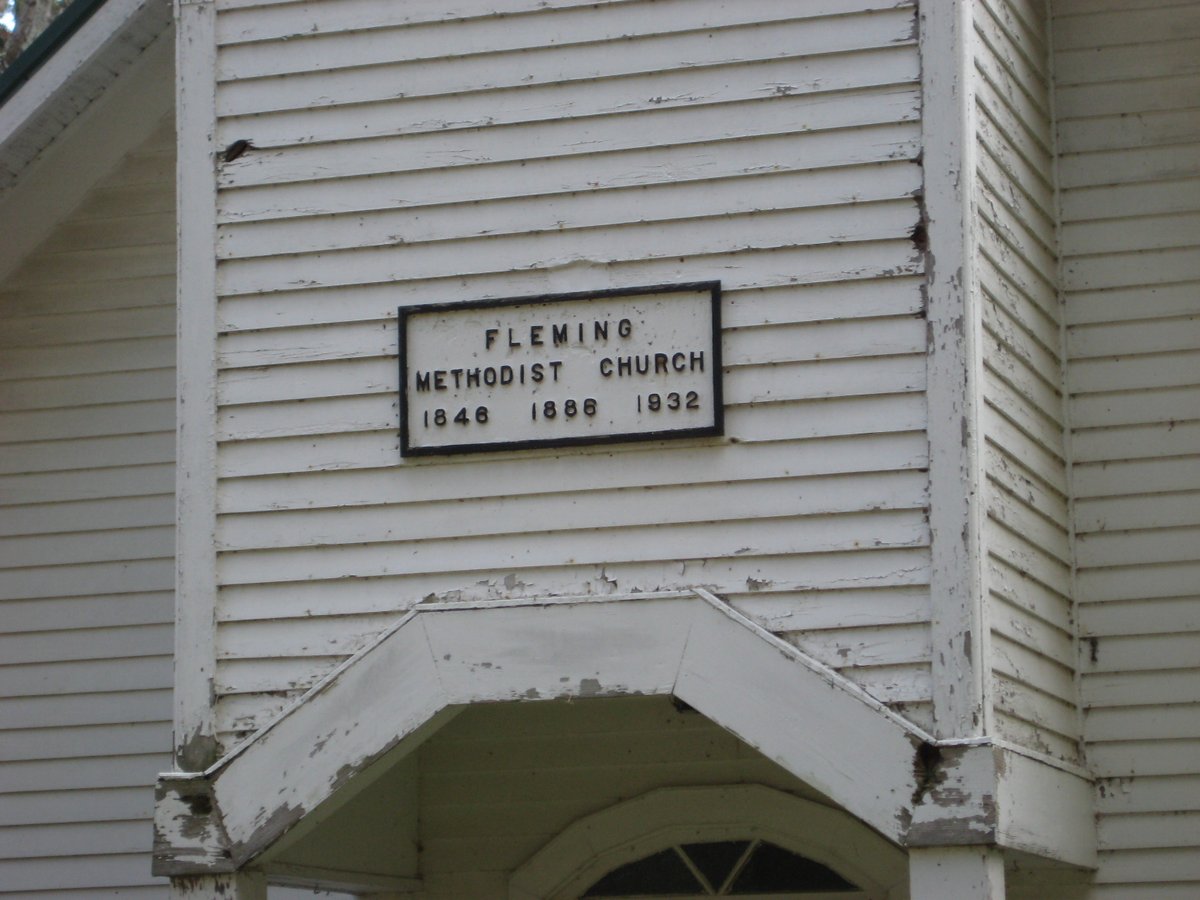 FLEMING
METHODIST CHURCH
1846 1886 1932